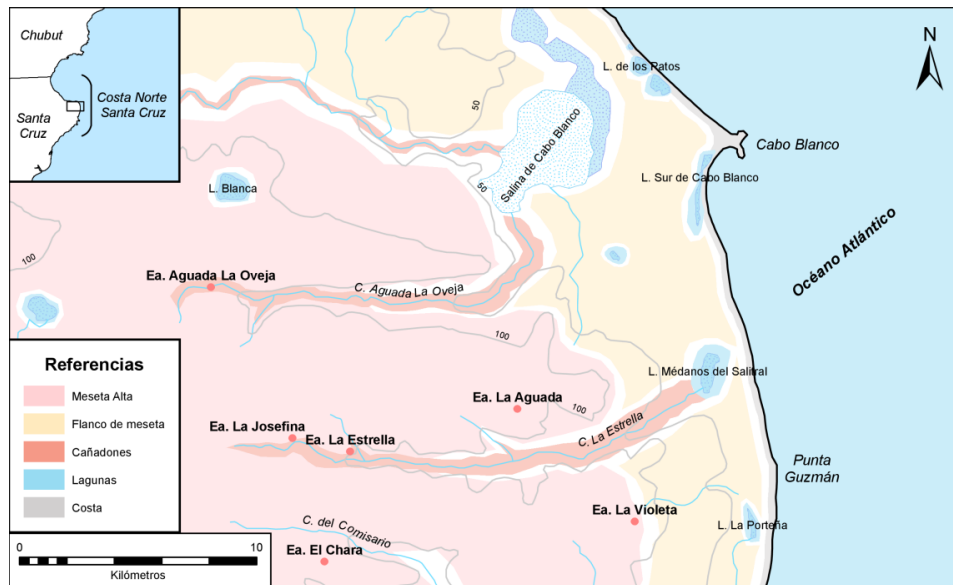 Chubut
Costa Norte
Santa Cruz
Santa
Cruz
N
L. de los Patos
50
Cabo Blanco
Salina de Cabo Blanco
L. Sur de Cabo Blanco
L. Blanca
50
Océano Atlántico
100
Ea. Aguada La Oveja
C. Aguada La Oveja
100
Referencias
Meseta Alta
Flanco de meseta
Cañadones
Lagunas
Costa
L. Médanos del Salitral
Ea. La Aguada
100
C. La Estrella
Ea. La Josefina
Ea. La Estrella
Punta
Guzmán
Ea. La Violeta
L. La Porteña
C. del Comisario
Ea. El Chara
0
10
Kilómetros